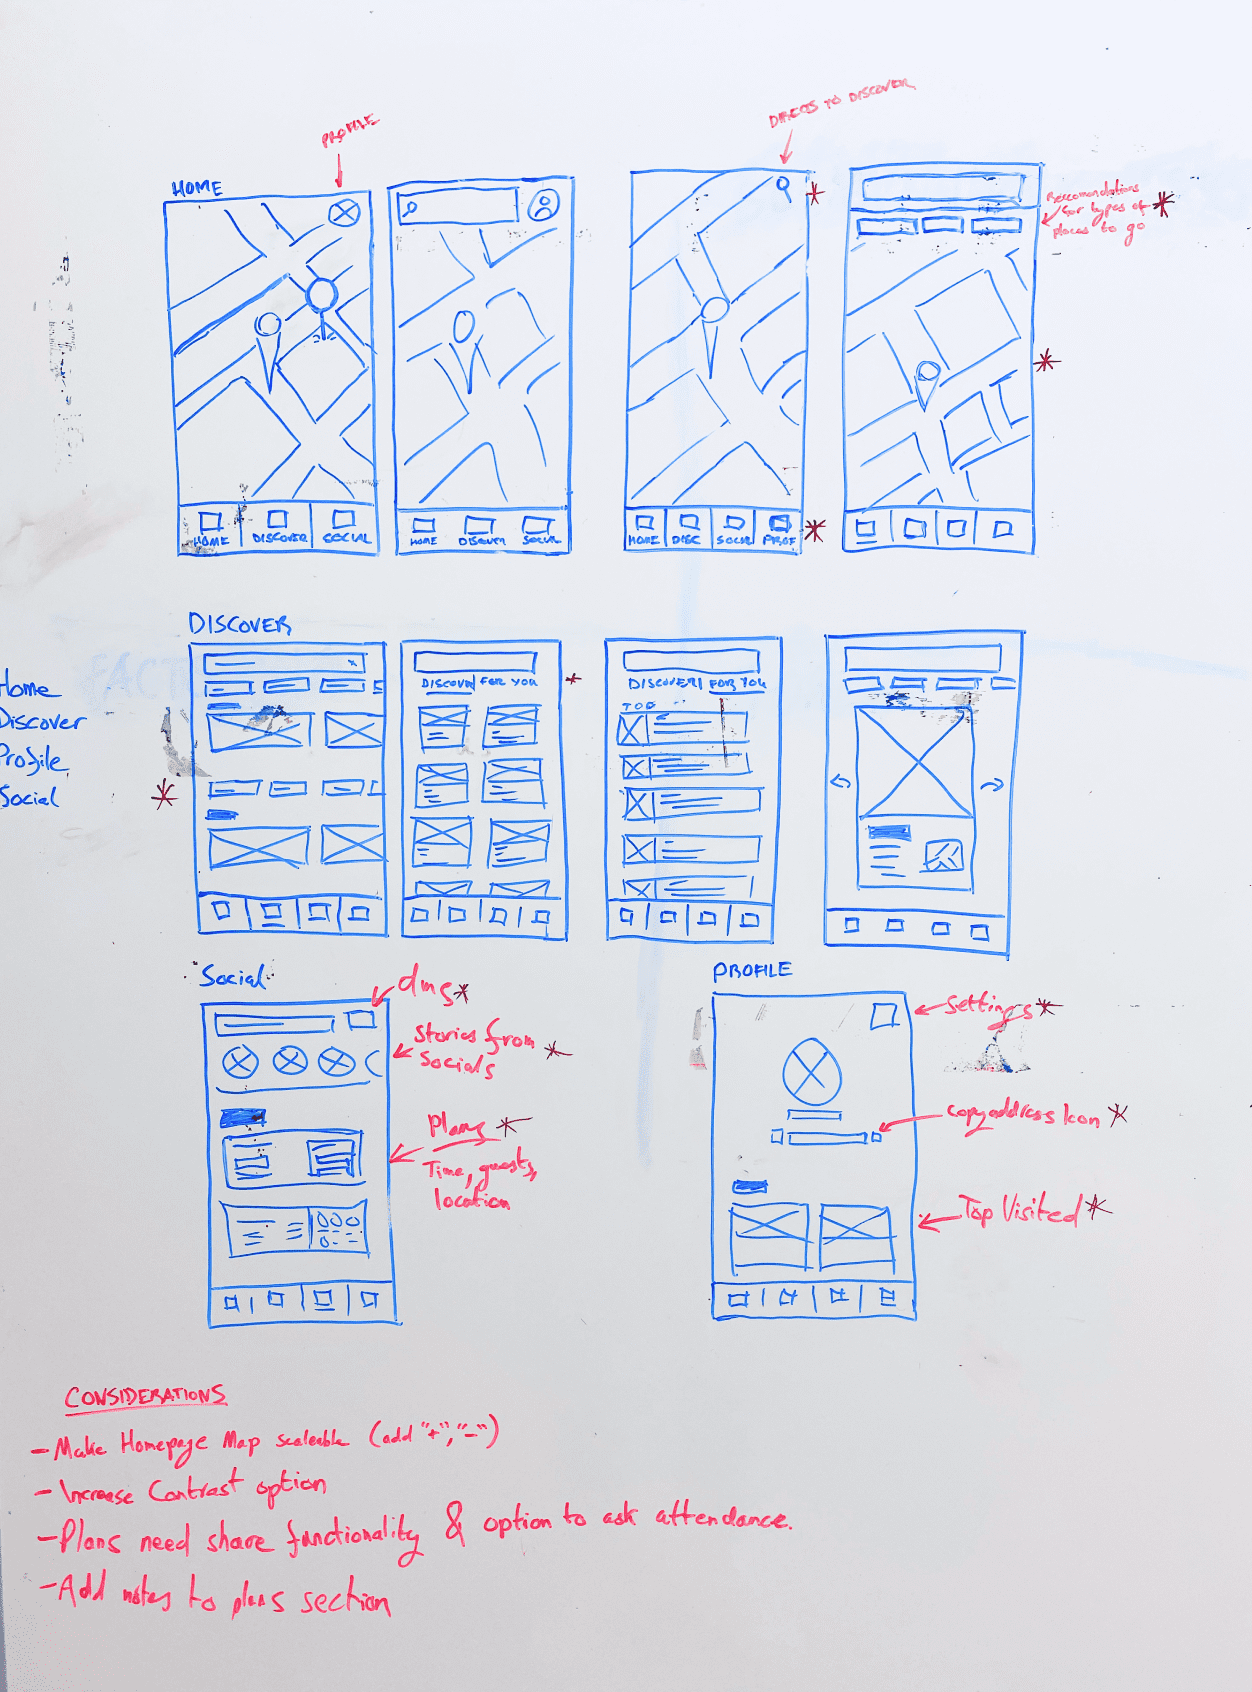 PROFILE
DIRECTS TO DISCOVER
HOME
Reccomendations
for types of
places to go
HOME DISCOVER SOCIAL
HOME DISCOVER SOCIAL
HOME DISC SOCIAL PROF
DISCOVER
Home
Discover
Profile
Social
DISCOVER FOR YOU
DISCOVER FOR YOU
Social
dms
Stories from
Socials
Plans
Time, guests,
location
PROFILE
Settings
Copy address Icon
Top Visited
CONSIDERATIONS
- Make Homepage Map scaleable (add "+", "-")
- Increase Contrast option
- Plans need share functionality & option to ask attendance.
- Add notes to plans section